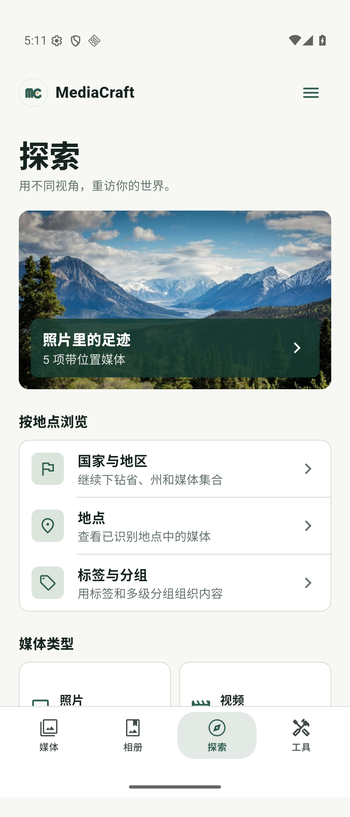 5:11
mc MediaCraft
探索
用不同视角，重访你的世界。
照片里的足迹
5 项带位置媒体
按地点浏览
国家与地区
继续下钻省、州和媒体集合
地点
查看已识别地点中的媒体
标签与分组
用标签和多级分组组织内容
媒体类型
照片 视频
媒体 相册 探索 工具